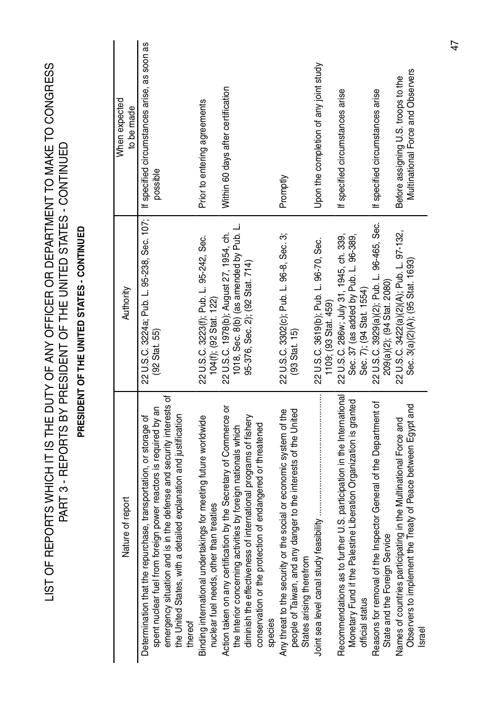 LIST OF REPORTS WHICH IT IS THE DUTY OF ANY OFFICER OR DEPARTMENT TO MAKE TO CONGRESS
PART 3 - REPORTS BY PRESIDENT OF THE UNITED STATES - CONTINUED
PRESIDENT OF THE UNITED STATES - CONTINUED
Nature of report
Authority
When expected
to be made
Determination that the repurchase, transportation, or storage of
spent nuclear fuel from foreign power reactors is required by an
emergency situation and is in the defense and security interests of
the United States, with a detailed explanation and justification
thereof
22 U.S.C. 3224a; Pub. L. 95-238, Sec. 107;
(92 Stat. 55)
If specified circumstances arise, as soon as
possible
Binding international undertakings for meeting future worldwide
nuclear fuel needs, other than treaties
22 U.S.C. 3223(f); Pub. L. 95-242, Sec.
104(f); (92 Stat. 122)
Prior to entering agreements
Action taken on any certification by the Secretary of Commerce or
the Interior concerning activities by foreign nationals which
diminish the effectiveness of international programs of fishery
conservation or the protection of endangered or threatened
species
22 U.S.C. 1978(b); August 27, 1954, ch.
1018, Sec. 8(b) (as amended by Pub. L.
95-376, Sec. 2); (92 Stat. 714)
Within 60 days after certification
Any threat to the security or the social or economic system of the
people of Taiwan, and any danger to the interests of the United
States arising therefrom
22 U.S.C. 3302(c); Pub. L. 96-8, Sec. 3;
(93 Stat. 15)
Promptly
Joint sea level canal study feasibility
22 U.S.C. 3619(b); Pub. L. 96-70, Sec.
1109; (93 Stat. 459)
Upon the completion of any joint study
Recommendations as to further U.S. participation in the International
Monetary Fund if the Palestine Liberation Organization is granted
official status
22 U.S.C. 286w; July 31, 1945, ch. 339,
Sec. 37 (as added by Pub. L. 96-389,
Sec. 7); (94 Stat. 1554)
If specified circumstances arise
Reasons for removal of the Inspector General of the Department of
State and the Foreign Service
22 U.S.C. 3929(a)(2); Pub. L. 96-465, Sec.
209(a)(2); (94 Stat. 2080)
If specified circumstances arise
Names of countries participating in the Multinational Force and
Observers to implement the Treaty of Peace between Egypt and
Israel
22 U.S.C. 3422(a)(2)(A); Pub. L. 97-132,
Sec. 3(a)(2)(A); (95 Stat. 1693)
Before assigning U.S. troops to the
Multinational Force and Observers
47